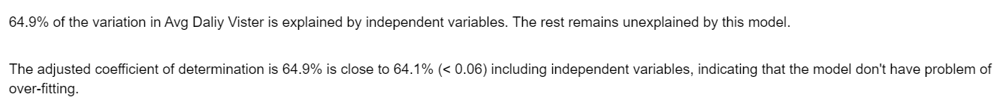 64.9% of the variation in Avg Daliy Vister is explained by independent variables. The rest remains unexplained by this model.
The adjusted coefficient of determination is 64.9% is close to 64.1% (< 0.06) including independent variables, indicating that the model don't have problem of
over-fitting.